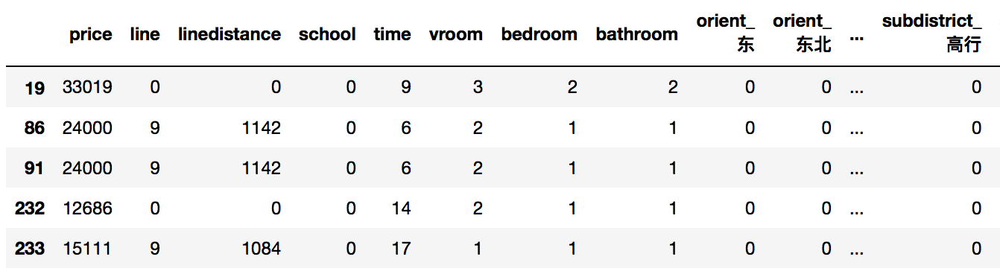 price line linedistance school time vroom bedroom bathroom orient_东 orient_东北 ... subdistrict_高行
19 33019 0 0 0 9 3 2 2 0 0 ... 0
86 24000 9 1142 0 6 2 1 1 0 0 ... 0
91 24000 9 1142 0 6 2 1 1 0 0 ... 0
232 12686 0 0 0 14 2 1 1 0 0 ... 0
233 15111 9 1084 0 17 1 1 1 0 0 ... 0